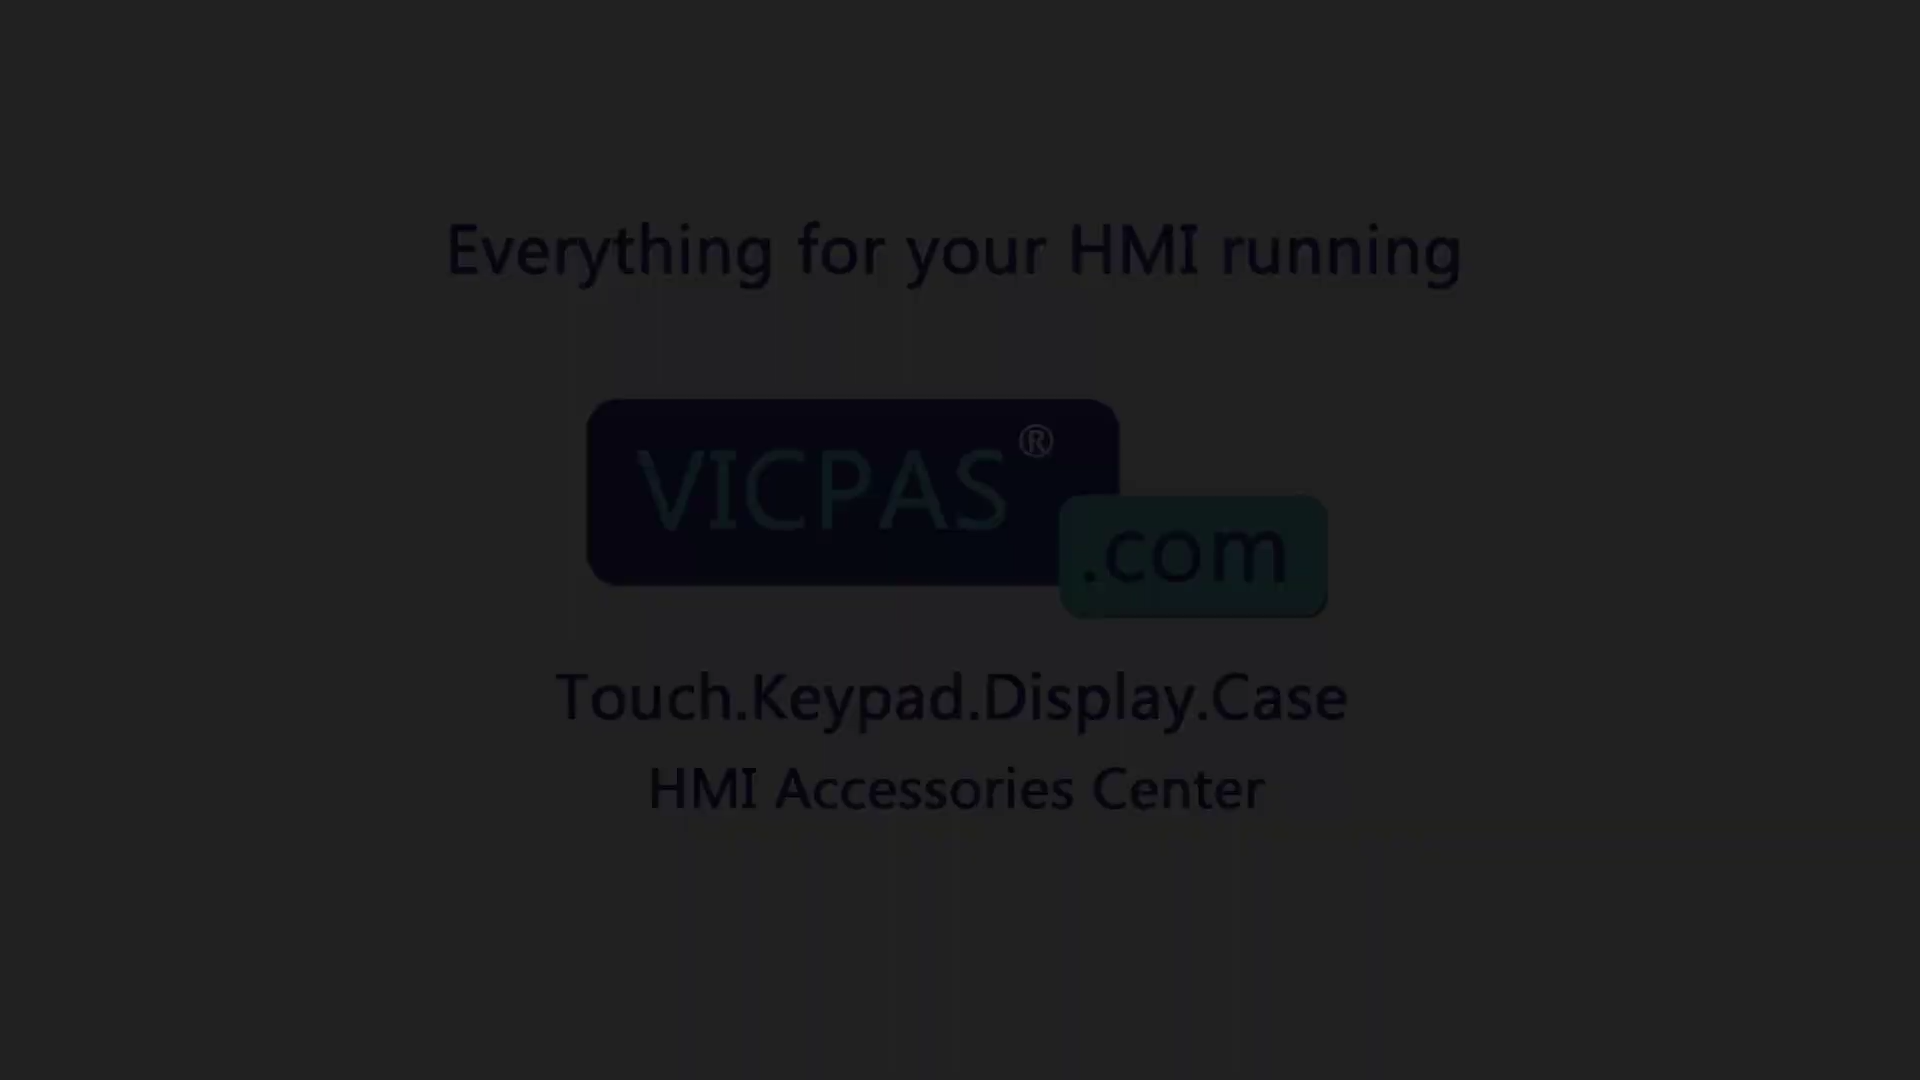 Everything for your HMI running
VICPAS®
.com
Touch.Keypad.Display.Case
HMI Accessories Center